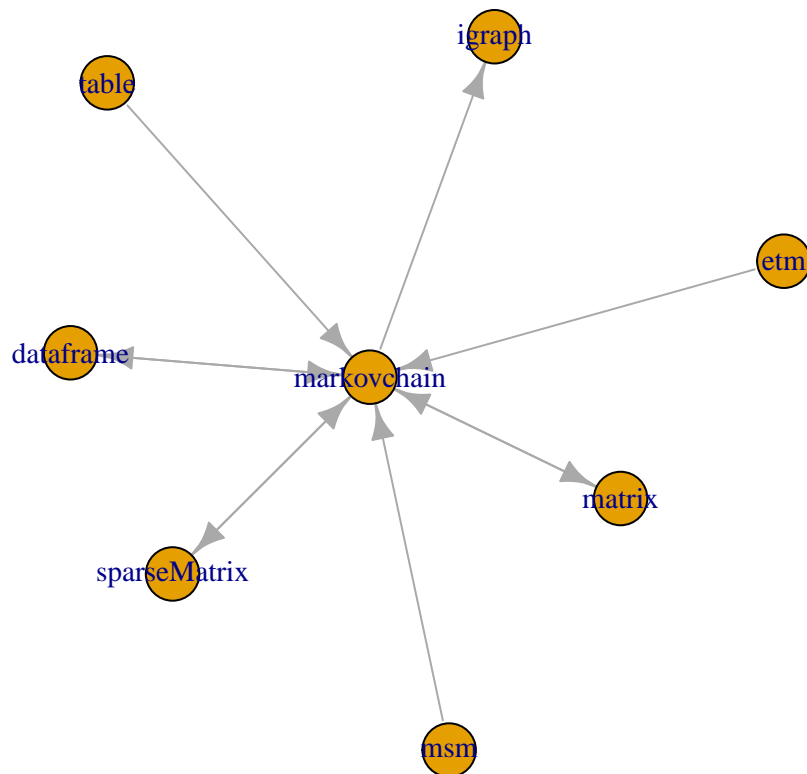 igraph
table
etm
dataframe
markovchain
matrix
sparseMatrix
msm